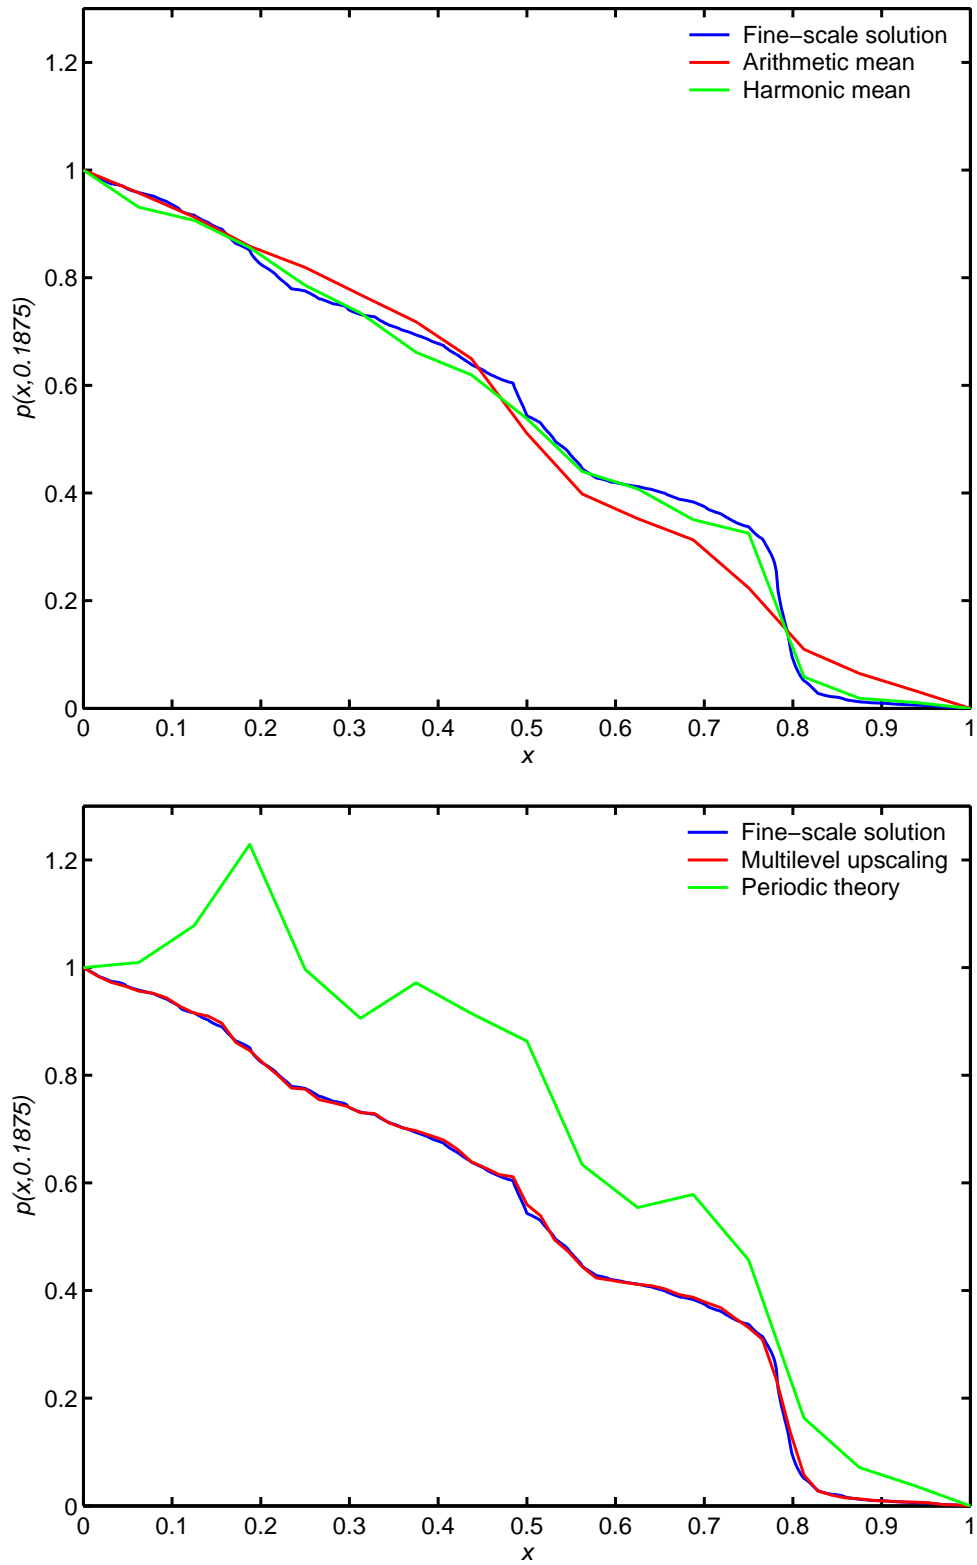 Fine−scale solution
Arithmetic mean
Harmonic mean
1.2
1
0.8
0.6
0.4
0.2
0
p(x,0.1875)
0 0.1 0.2 0.3 0.4 0.5 0.6 0.7 0.8 0.9 1
x
Fine−scale solution
Multilevel upscaling
Periodic theory
1.2
1
0.8
0.6
0.4
0.2
0
p(x,0.1875)
0 0.1 0.2 0.3 0.4 0.5 0.6 0.7 0.8 0.9 1
x